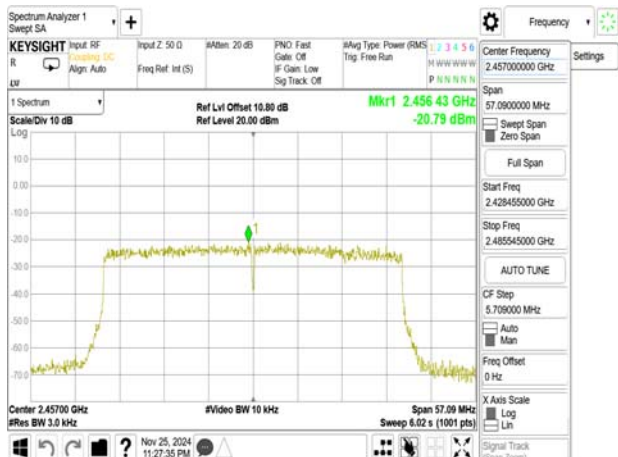 Spectrum Analyzer 1
Swept SA
Frequency
KEYSIGHT
R
Input: RF
Coupling: DC
Align: Auto
Input Z: 50 Ω
Freq Ref: Int (S)
#Atten: 20 dB
PNO: Fast
Gate: Off
IF Gain: Low
Sig Track: Off
#Avg Type: Power (RMS
Trig: Free Run
1 2 3 4 5 6
M W W W W W
P N N N N N
Center Frequency
2.457000000 GHz
Settings
1 Spectrum
Scale/Div 10 dB
Ref Lvl Offset 10.80 dB
Ref Level 20.00 dBm
Mkr1 2.456 43 GHz
-20.79 dBm
Log
10.0
0.00
-10.0
-20.0
-30.0
-40.0
-50.0
-60.0
-70.0
1
Span
57.0900000 MHz
Swept Span
Zero Span
Full Span
Start Freq
2.428455000 GHz
Stop Freq
2.485545000 GHz
AUTO TUNE
CF Step
5.709000 MHz
Auto
Man
Freq Offset
0 Hz
X Axis Scale
Log
Lin
Signal Track
Center 2.45700 GHz
#Res BW 3.0 kHz
#Video BW 10 kHz
Span 57.09 MHz
Sweep 6.02 s (1001 pts)
Nov 25, 2024
11:27:35 PM